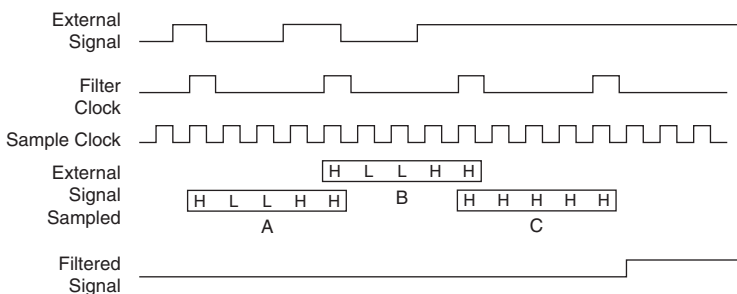 External
Signal
Filter
Clock
Sample Clock
External
Signal
Sampled
H L L H H
B
H L L H H
A
H H H H H
C
Filtered
Signal